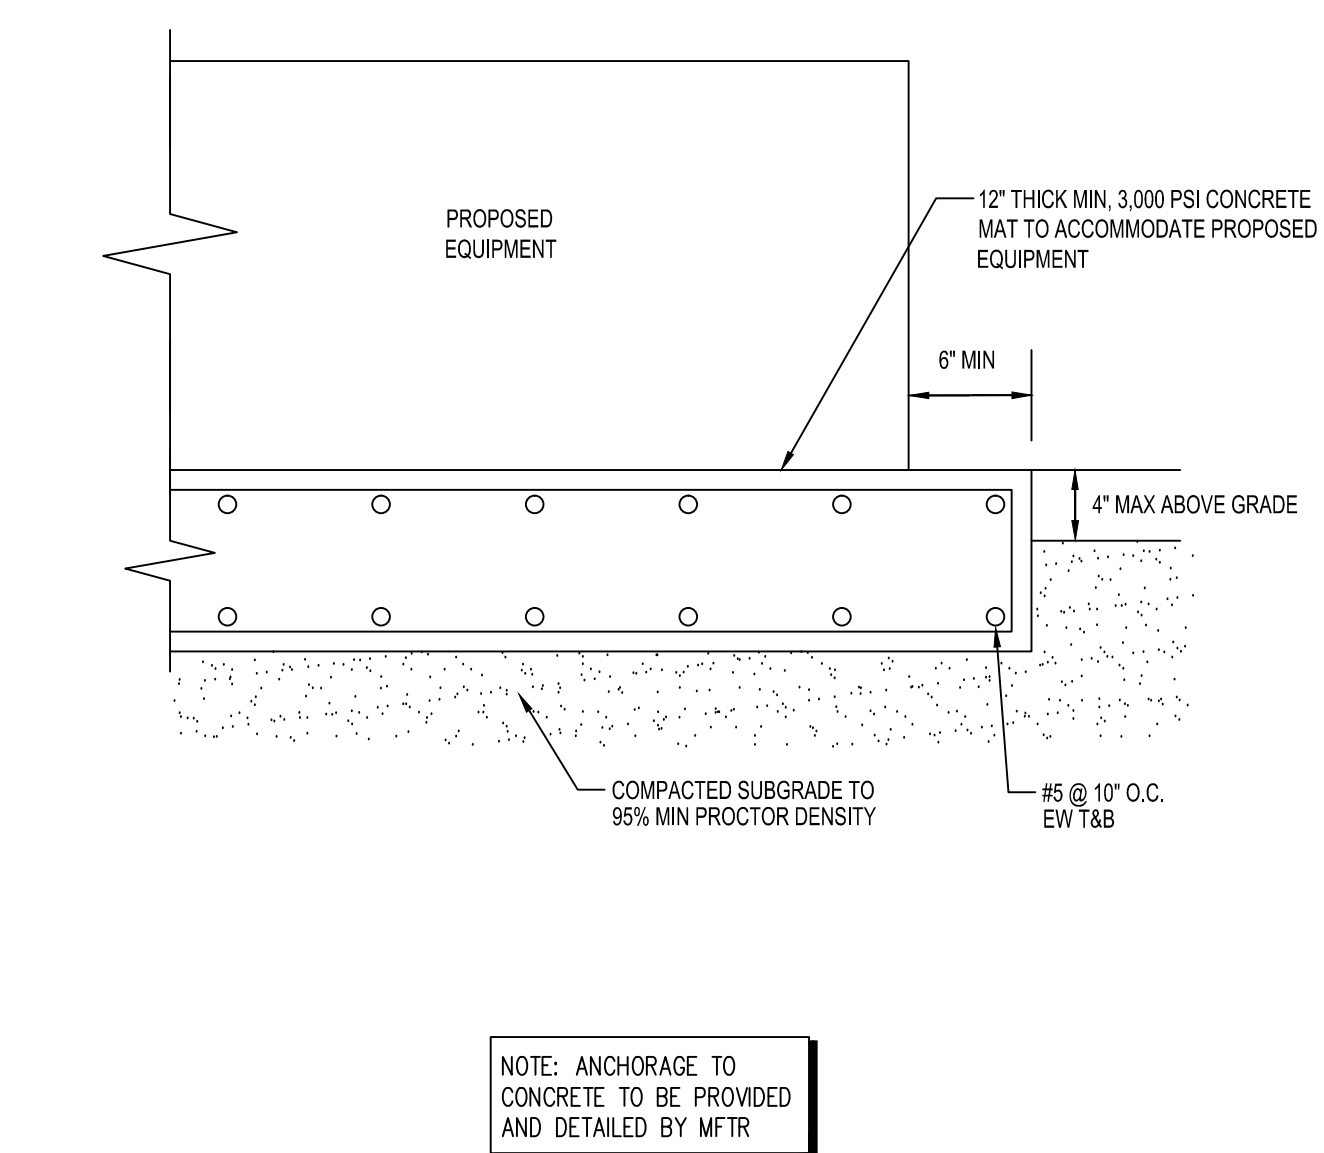 PROPOSED
EQUIPMENT
12" THICK MIN, 3,000 PSI CONCRETE
MAT TO ACCOMMODATE PROPOSED
EQUIPMENT
6" MIN
4" MAX ABOVE GRADE
COMPACTED SUBGRADE TO
95% MIN PROCTOR DENSITY
#5 @ 10" O.C.
EW T&B
NOTE: ANCHORAGE TO
CONCRETE TO BE PROVIDED
AND DETAILED BY MFTR